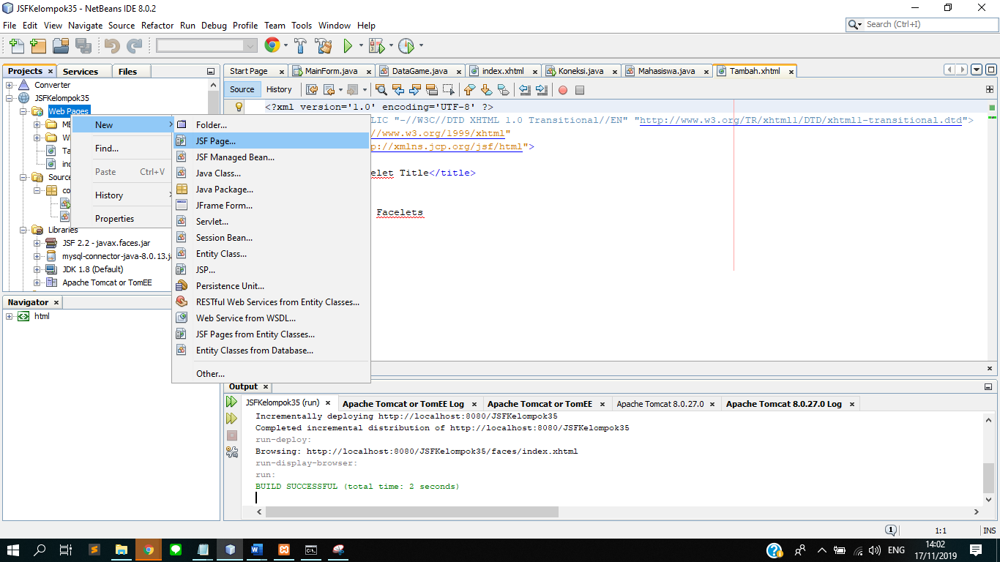 JSFKelompok35 - NetBeans IDE 8.0.2
File Edit View Navigate Source Refactor Run Debug Profile Team Tools Window Help
Search (Ctrl+I)
Projects Services Files
Start Page MainForm.java DataGame.java index.xhtml Koneksi.java Mahasiswa.java Tambah.xhtml
Source History
Converter
JSFKelompok35
Web Pages
Ta
Source
Libraries
JSF 2.2 - javax.faces.jar
mysql-connector-java-8.0.13.ja
JDK 1.8 (Default)
Apache Tomcat or TomEE
New
Find...
Paste Ctrl+V
History
Properties
Folder...
JSF Page...
JSF Managed Bean...
Java Class...
Java Package...
JFrame Form...
Servlet...
Session Bean...
Entity Class...
JSP...
Persistence Unit...
RESTful Web Services from Entity Classes...
Web Service from WSDL...
JSF Pages from Entity Classes...
Entity Classes from Database...
Other...
<?xml version='1.0' encoding='UTF-8' ?>
LIC "-//W3C//DTD XHTML 1.0 Transitional//EN" "http://www.w3.org/TR/xhtml1/DTD/xhtml1-transitional.dtd">
//www.w3.org/1999/xhtml"
p://xmlns.jcp.org/jsf/html">
elet Title</title>
Facelets
Navigator
html
Output
JSFKelompok35 (run) Apache Tomcat or TomEE Log Apache Tomcat or TomEE Apache Tomcat 8.0.27.0 Apache Tomcat 8.0.27.0 Log
Incrementally deploying http://localhost:8080/JSFKelompok35
Completed incremental distribution of http://localhost:8080/JSFKelompok35
run-deploy:
Browsing: http://localhost:8080/JSFKelompok35/faces/index.xhtml
run-display-browser:
run:
BUILD SUCCESSFUL (total time: 2 seconds)
1 1:1 INS
ENG
14:02
17/11/2019